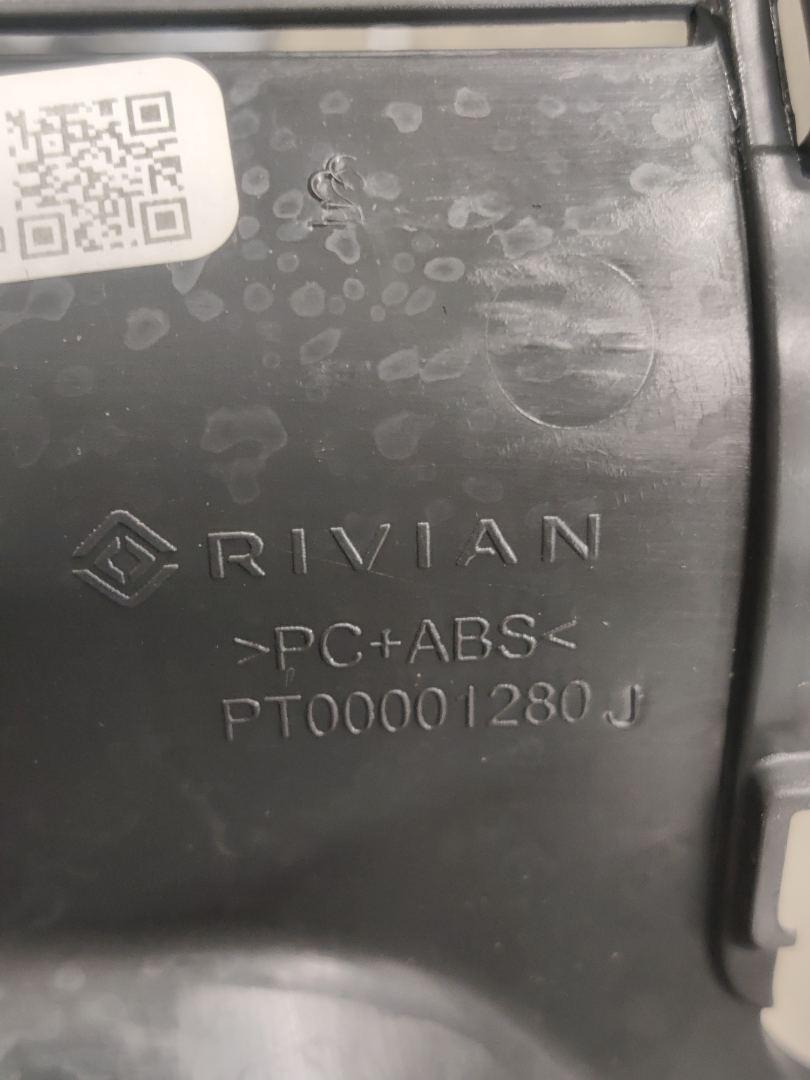 RIVIAN
>PC+ABS<
PT00001280 J